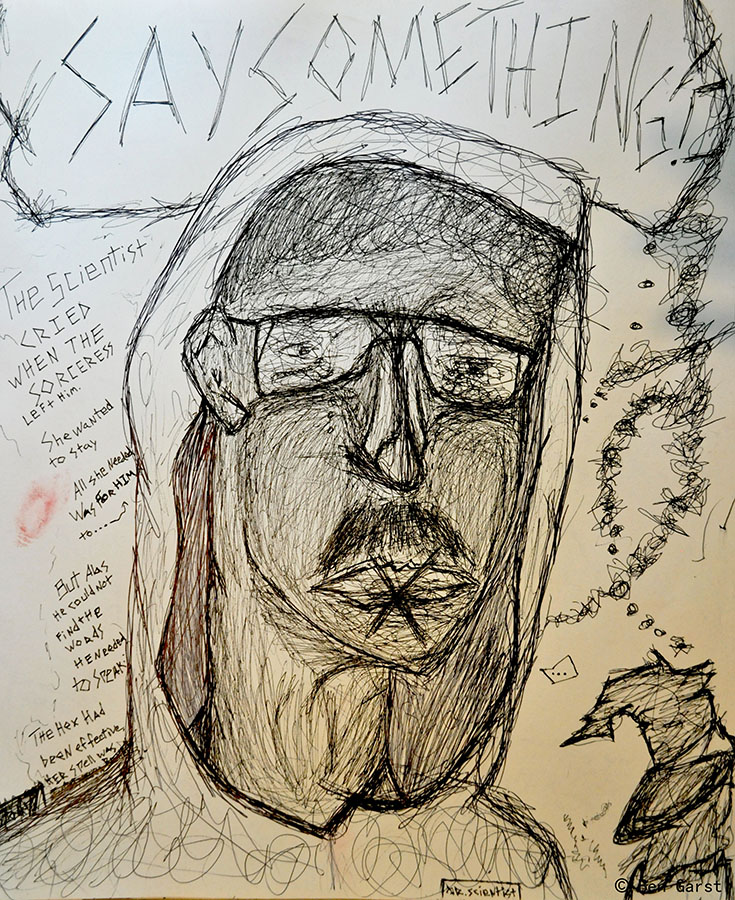 SAY SOMETHING!?
The Scientist
CRIED
WHEN THE
SORCERESS
Left Him.
She wanted
to stay
All she Needed
Was FOR HIM
to....
But Alas
He could not
FIND tHE
WORDS
HE Needed
to SPEAK
THE Hex Had
been effective,
HER Spell was
...
DR. SCIENTIST
© Ben Garst